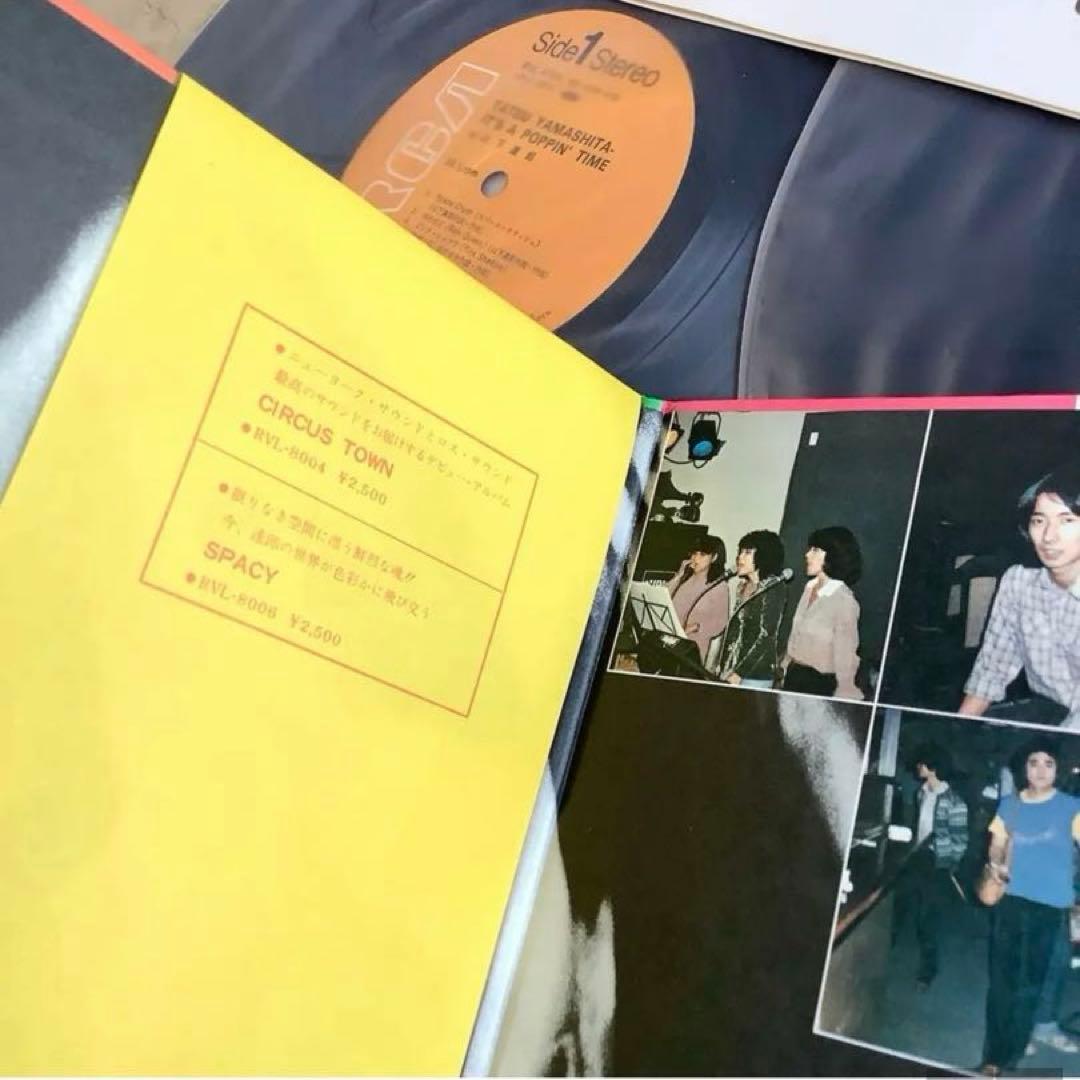 Side 1 Stereo
RCA
TATSU YAMASHITA-
IT'S A POPPIN' TIME
山下達郎
●ニューヨーク・サウンドとロス・サウンド
最高のサウンドをお届けするデビュー・アルバム
CIRCUS TOWN
●RVL-8004 ¥2,500
●限りなき空間に漂う鮮烈な魂!!
今、達郎の世界が色彩かに飛び交う
SPACY
●RVL-8006 ¥2,500